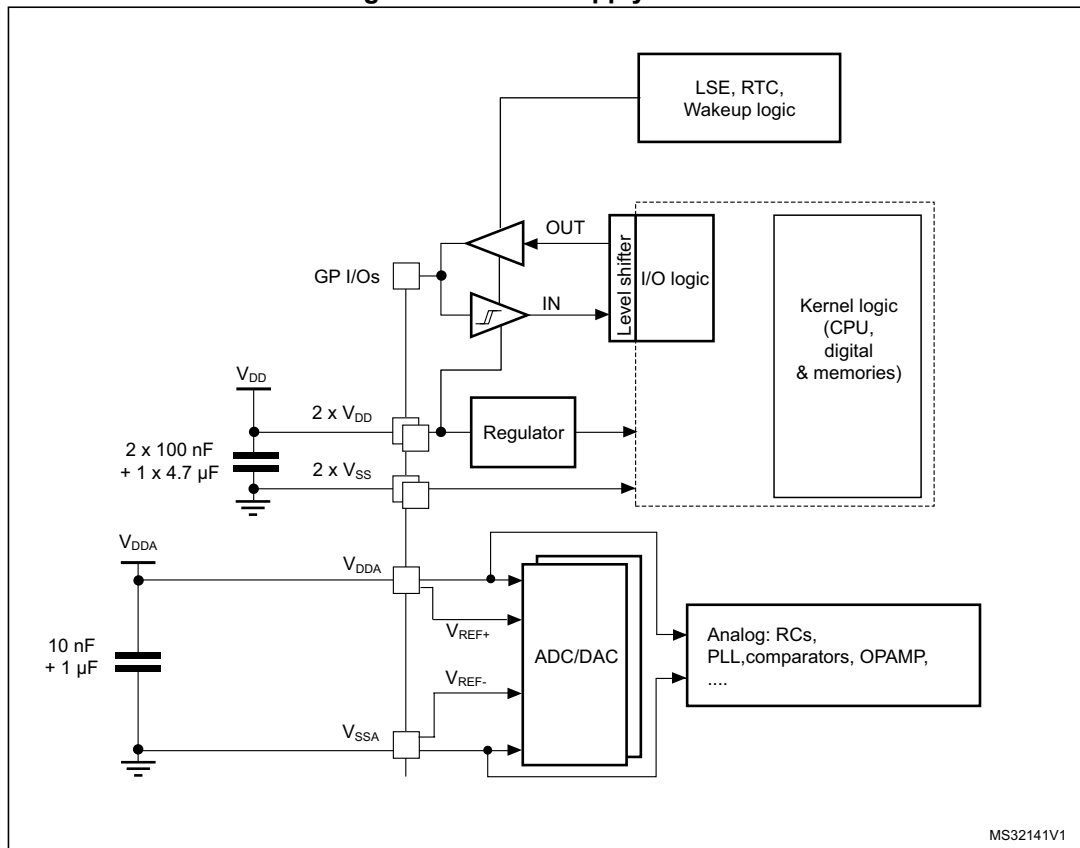 LSE, RTC,
Wakeup logic
OUT
GP I/Os
IN
Level shifter
I/O logic
Kernel logic
(CPU,
digital
& memories)
VDD
2 x VDD
Regulator
2 x 100 nF
+ 1 x 4.7 µF
2 x VSS
VDDA
VDDA
VREF+
10 nF
+ 1 µF
ADC/DAC
Analog: RCs,
PLL,comparators, OPAMP,
....
VREF-
VSSA
MS32141V1